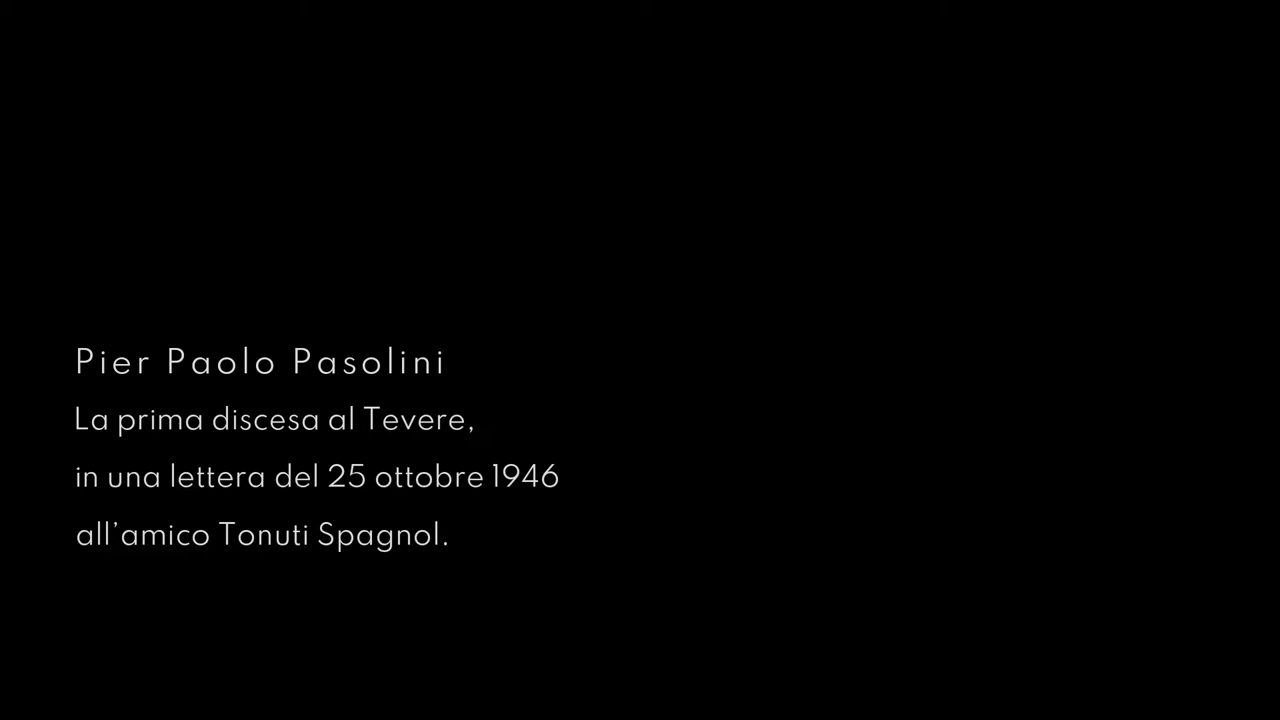 Pier Paolo Pasolini
La prima discesa al Tevere,
in una lettera del 25 ottobre 1946
all’amico Tonuti Spagnol.